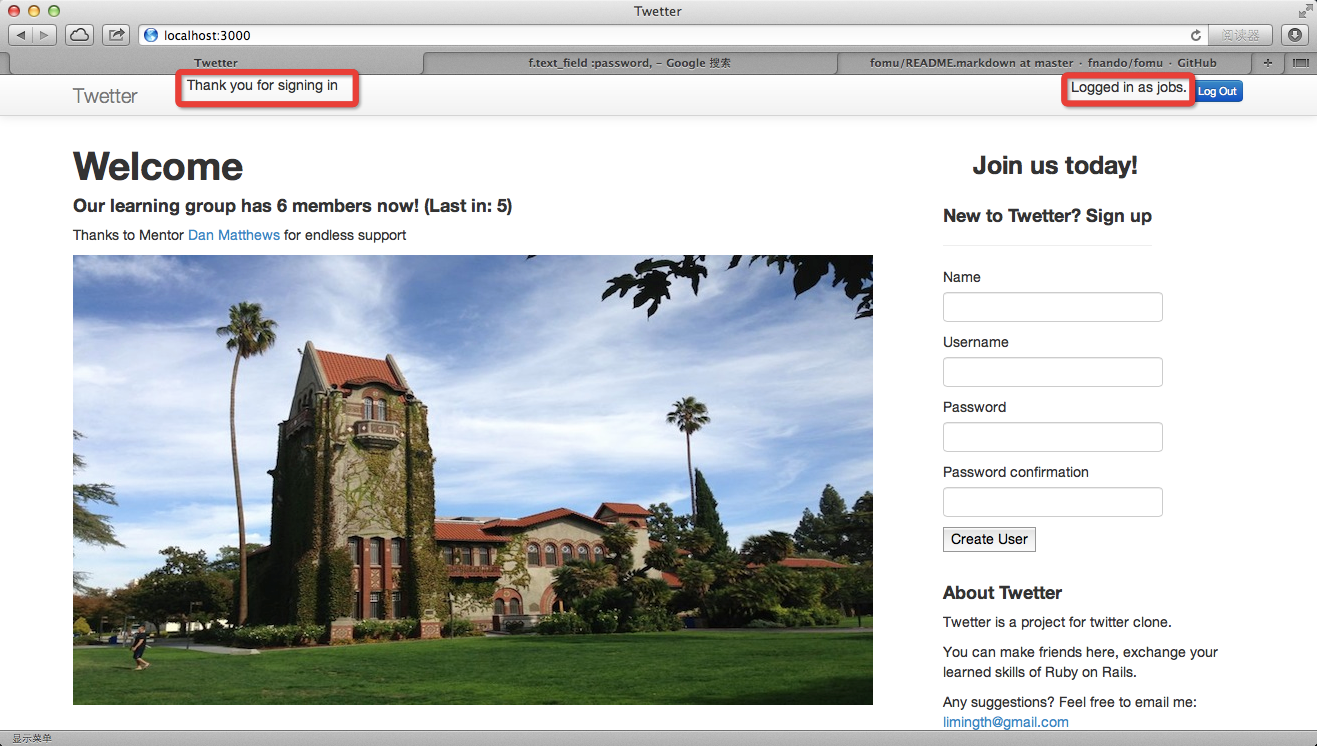 Twetter
localhost:3000
阅读器
Twetter
f.text_field :password, - Google 搜索
fomu/README.markdown at master · fnando/fomu · GitHub
Twetter
Thank you for signing in
Logged in as jobs.
Log Out
Welcome
Our learning group has 6 members now! (Last in: 5)
Thanks to Mentor Dan Matthews for endless support
Join us today!
New to Twetter? Sign up
Name
Username
Password
Password confirmation
Create User
About Twetter
Twetter is a project for twitter clone.
You can make friends here, exchange your
learned skills of Ruby on Rails.
Any suggestions? Feel free to email me:
limingth@gmail.com
显示菜单